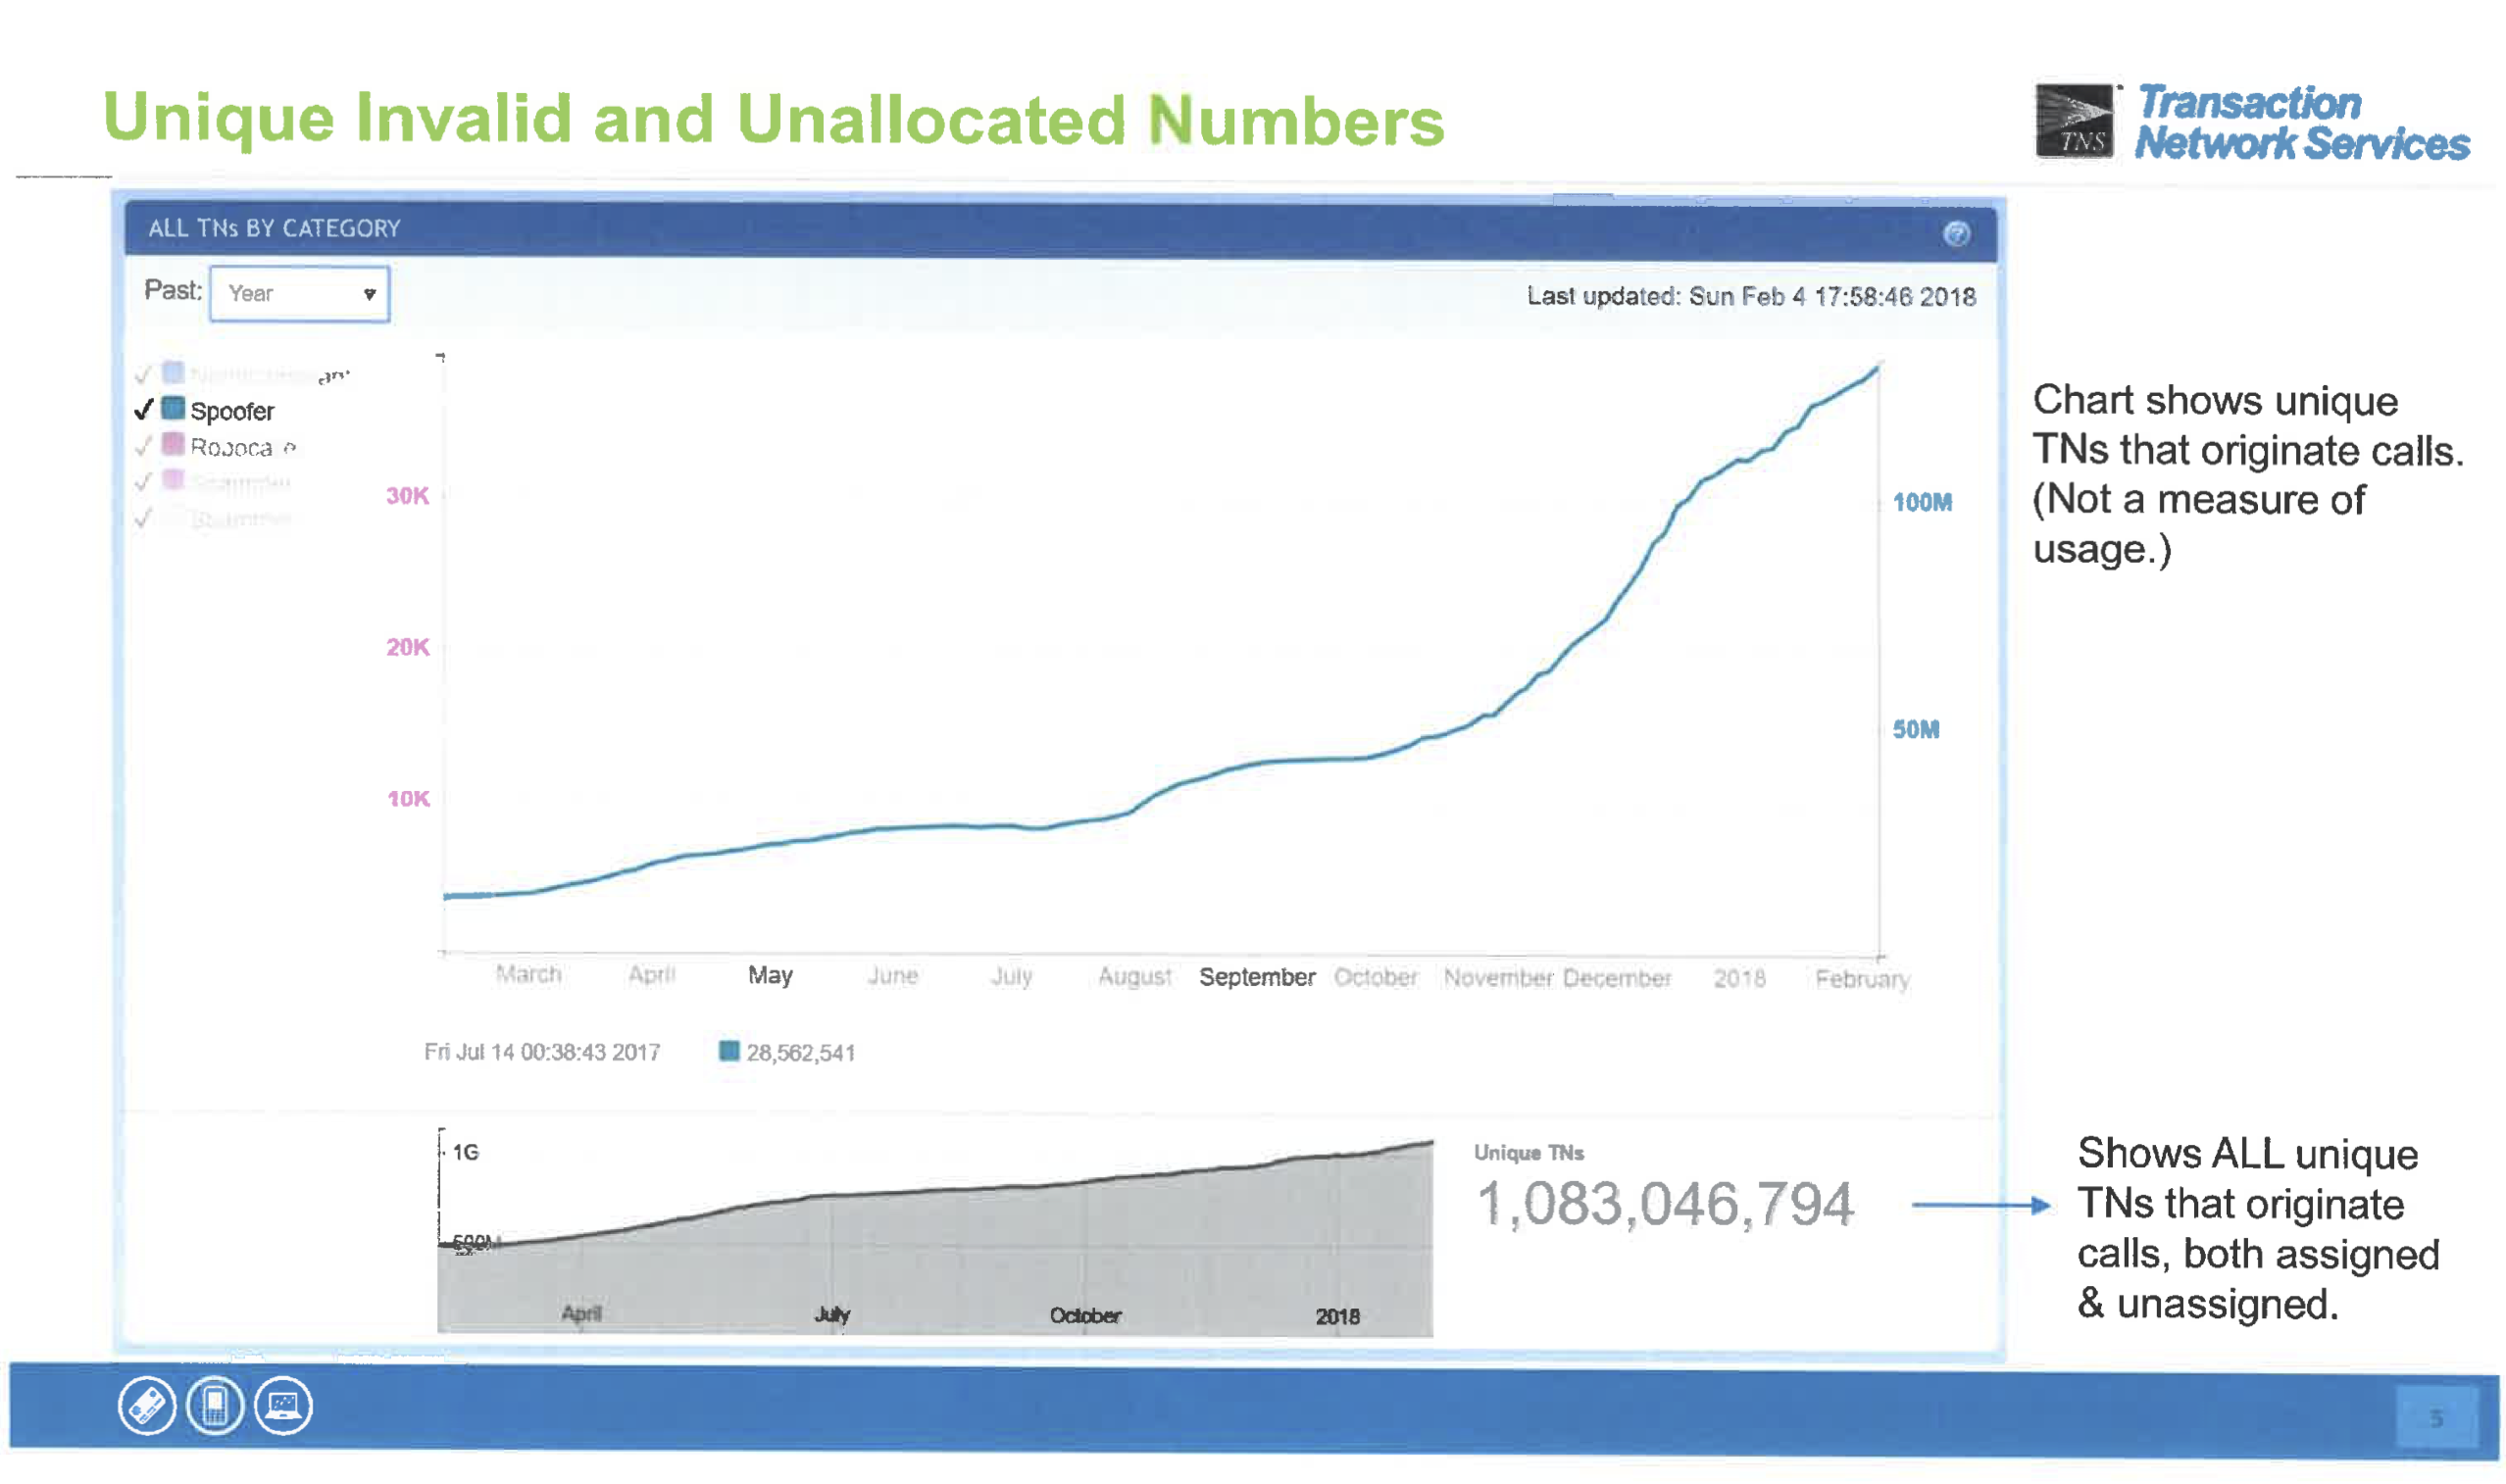 Unique Invalid and Unallocated Numbers
TNS
Transaction
Network Services
ALL TNs BY CATEGORY
?
Past:
Year
Last updated: Sun Feb 4 17:58:46 2018
Spoofer
30K
20K
10K
100M
50M
March April May June July August September October November December 2018 February
Fri Jul 14 00:38:43 2017
28,562,541
Chart shows unique
TNs that originate calls.
(Not a measure of
usage.)
1G
500M
April July October 2018
Unique TNs
1,083,046,794
Shows ALL unique
TNs that originate
calls, both assigned
& unassigned.
5